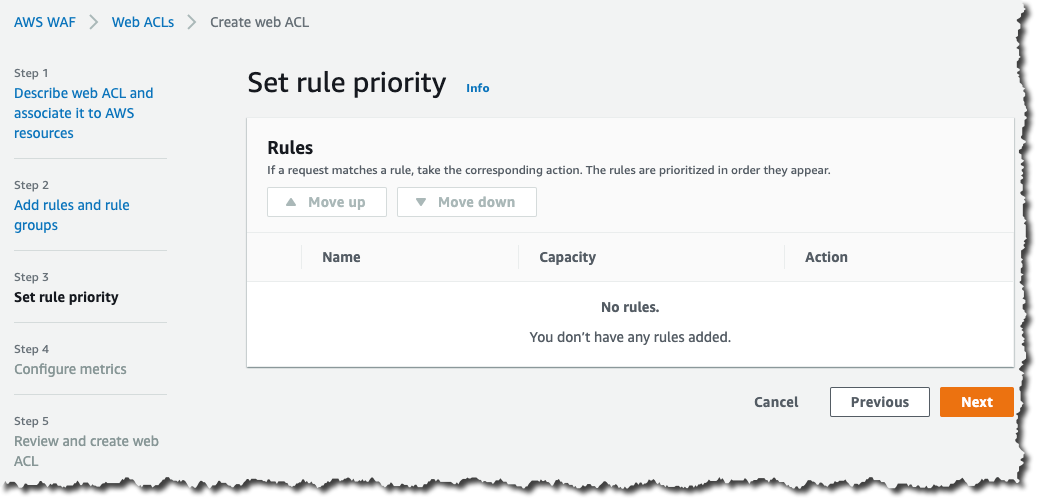 AWS WAF > Web ACLs > Create web ACL
Step 1
Describe web ACL and
associate it to AWS
resources
Step 2
Add rules and rule
groups
Step 3
Set rule priority
Step 4
Configure metrics
Step 5
Review and create web
ACL
Set rule priority Info
Rules
If a request matches a rule, take the corresponding action. The rules are prioritized in order they appear.
▲ Move up ▼ Move down
Name Capacity Action
No rules.
You don't have any rules added.
Cancel Previous Next